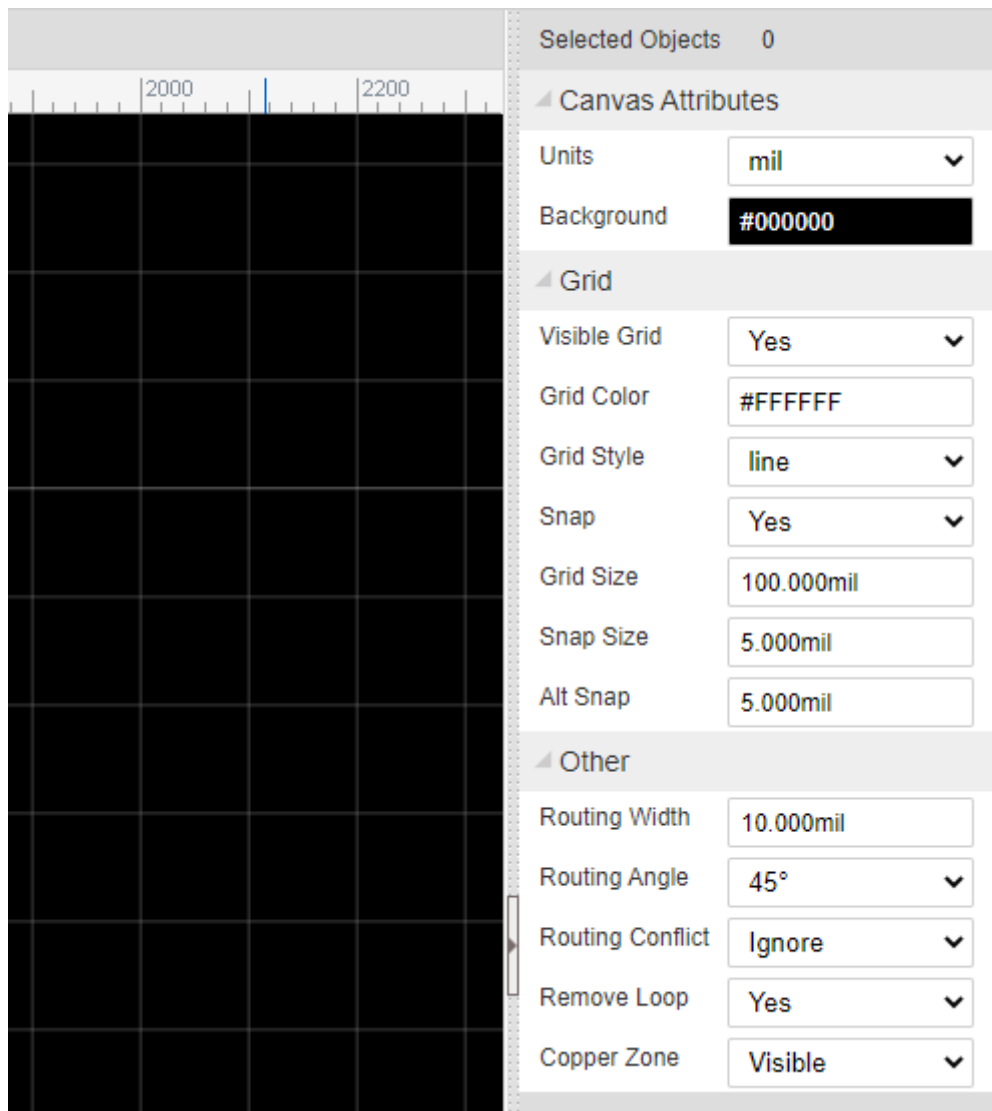 Selected Objects 0
2000 2200
Canvas Attributes
Units mil
Background #000000
Grid
Visible Grid Yes
Grid Color #FFFFFF
Grid Style line
Snap Yes
Grid Size 100.000mil
Snap Size 5.000mil
Alt Snap 5.000mil
Other
Routing Width 10.000mil
Routing Angle 45°
Routing Conflict Ignore
Remove Loop Yes
Copper Zone Visible